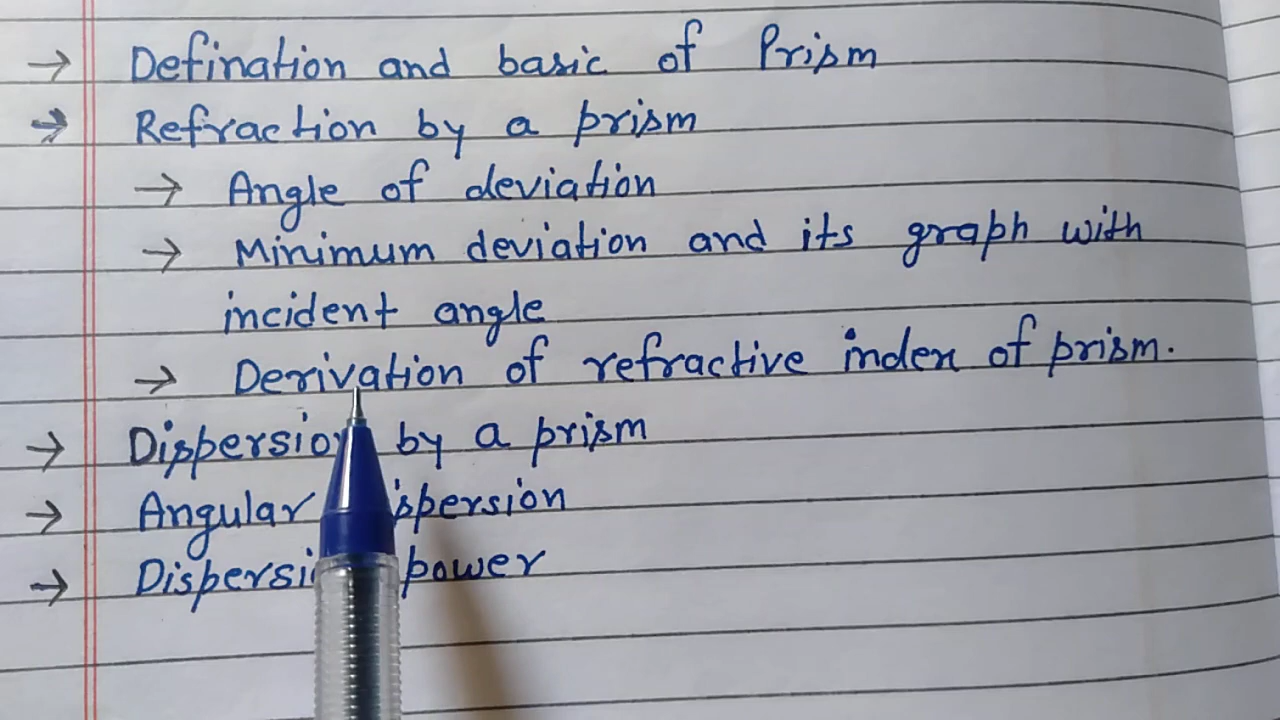 → Defination and basic of Prism
→ Refraction by a prism
→ Angle of deviation
→ Minimum deviation and its graph with
incident angle
→ Derivation of refractive index of prism.
→ Dispersion by a prism
→ Angular
→ power